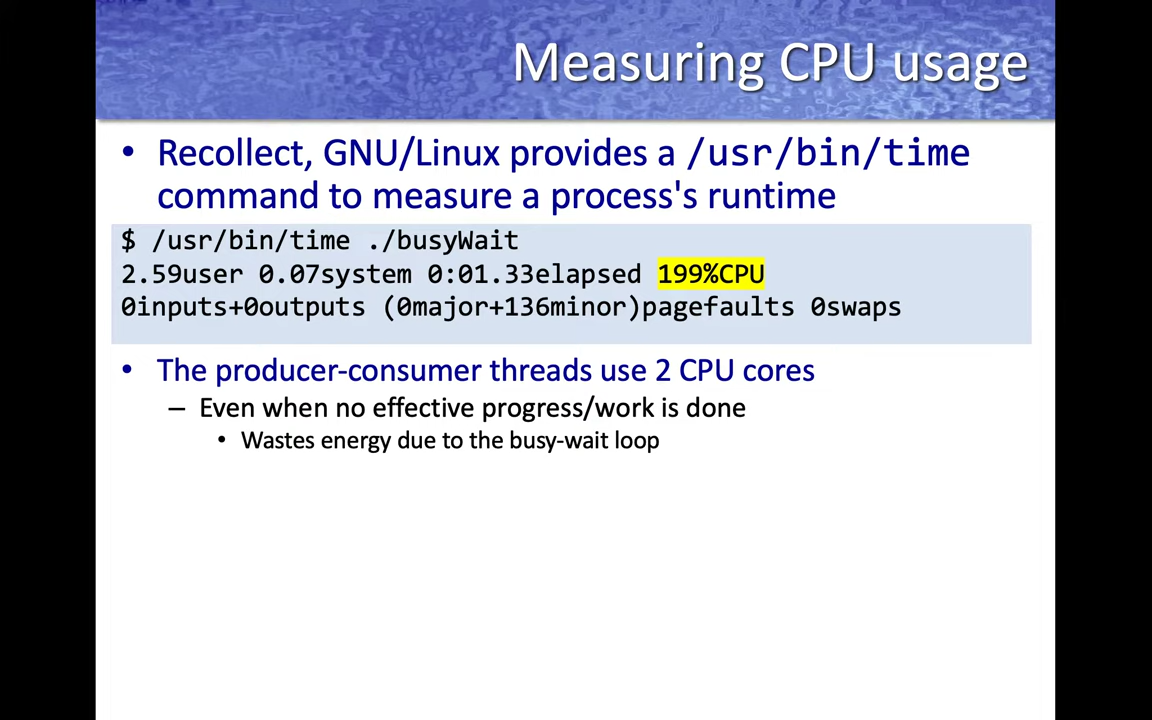 Measuring CPU usage
• Recollect, GNU/Linux provides a /usr/bin/time
command to measure a process's runtime
$ /usr/bin/time ./busyWait
2.59user 0.07system 0:01.33elapsed 199%CPU
0inputs+0outputs (0major+136minor)pagefaults 0swaps
• The producer-consumer threads use 2 CPU cores
– Even when no effective progress/work is done
• Wastes energy due to the busy-wait loop